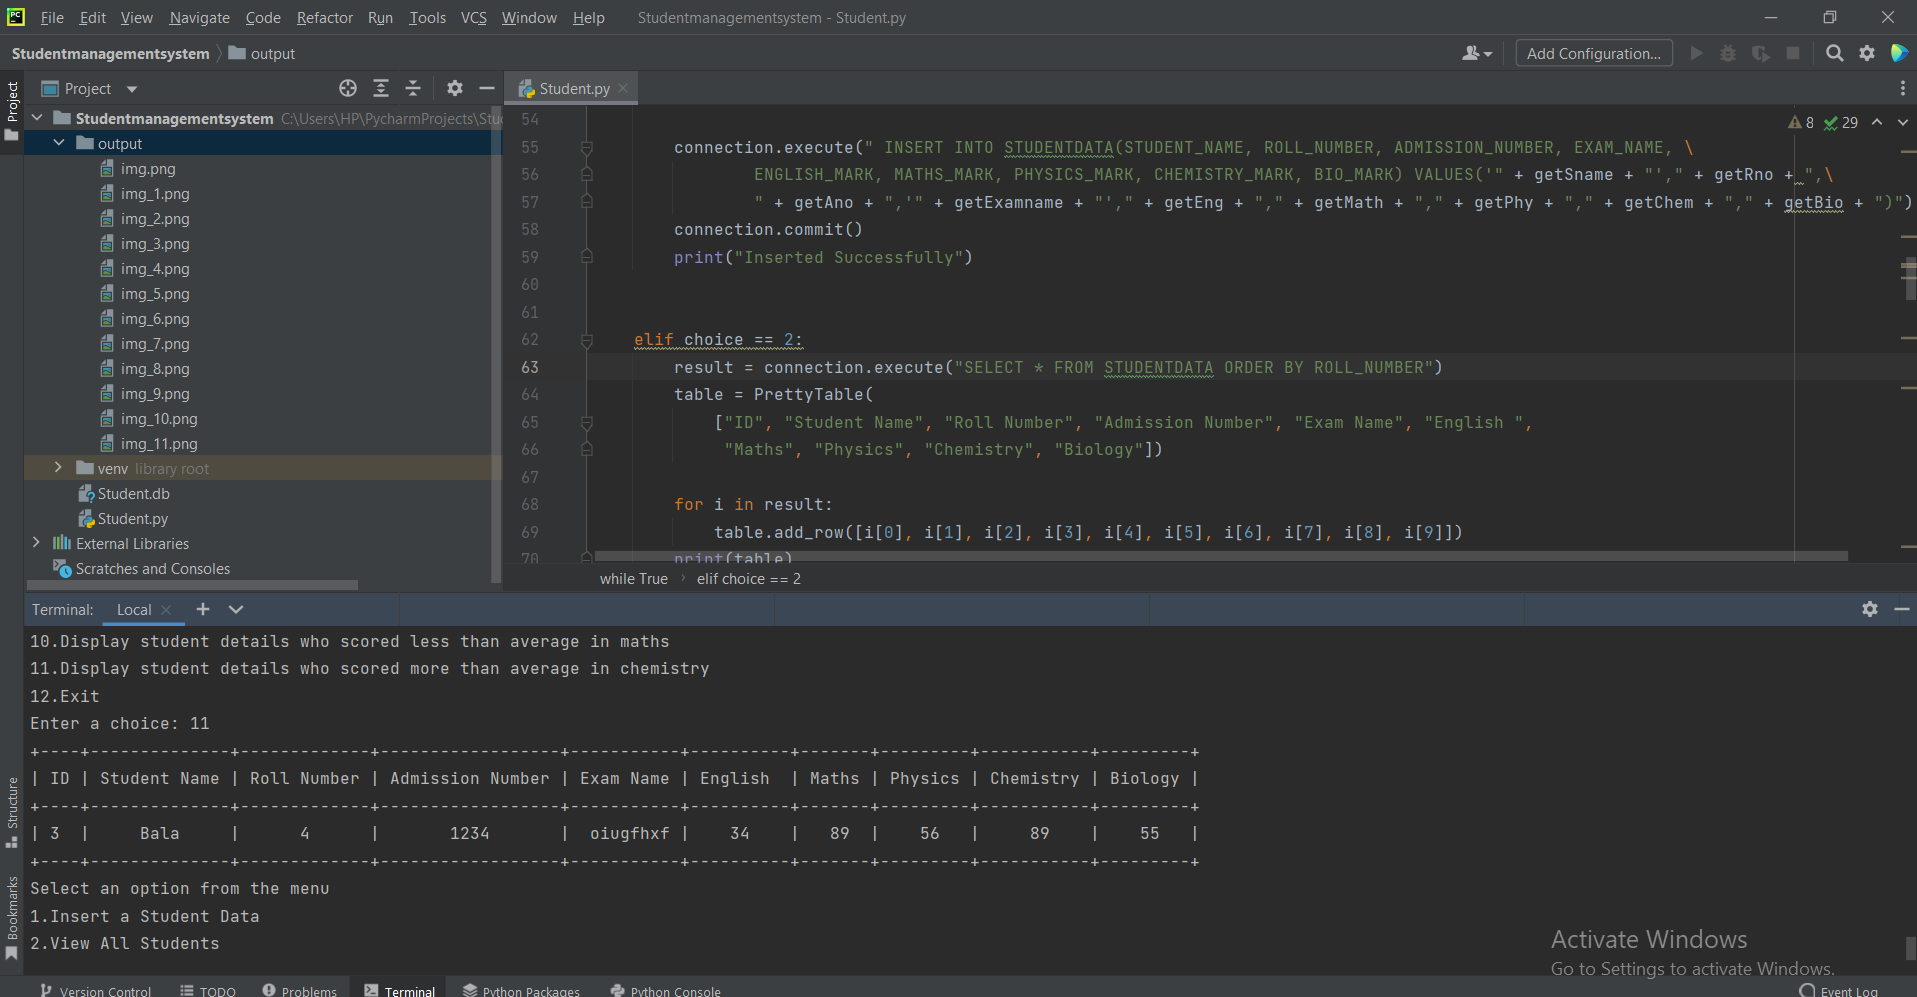 File Edit View Navigate Code Refactor Run Tools VCS Window Help Studentmanagementsystem - Student.py
Studentmanagementsystem output Add Configuration...
Project
Project
Student.py
Studentmanagementsystem C:\Users\HP\PycharmProjects\Stuc
output
img.png
img_1.png
img_2.png
img_3.png
img_4.png
img_5.png
img_6.png
img_7.png
img_8.png
img_9.png
img_10.png
img_11.png
venv library root
Student.db
Student.py
External Libraries
Scratches and Consoles
8 29
54
55 connection.execute(" INSERT INTO STUDENTDATA(STUDENT_NAME, ROLL_NUMBER, ADMISSION_NUMBER, EXAM_NAME, \
56 ENGLISH_MARK, MATHS_MARK, PHYSICS_MARK, CHEMISTRY_MARK, BIO_MARK) VALUES('" + getSname + "'," + getRno + ",\
57 " + getAno + ",'" + getExamname + "'," + getEng + "," + getMath + "," + getPhy + "," + getChem + "," + getBio + ")")
58 connection.commit()
59 print("Inserted Successfully")
60
61
62 elif choice == 2:
63 result = connection.execute("SELECT * FROM STUDENTDATA ORDER BY ROLL_NUMBER")
64 table = PrettyTable(
65 ["ID", "Student Name", "Roll Number", "Admission Number", "Exam Name", "English ",
66 "Maths", "Physics", "Chemistry", "Biology"])
67
68 for i in result:
69 table.add_row([i[0], i[1], i[2], i[3], i[4], i[5], i[6], i[7], i[8], i[9]])
70 print(table)
while True elif choice == 2
Terminal: Local
10.Display student details who scored less than average in maths
11.Display student details who scored more than average in chemistry
12.Exit
Enter a choice: 11
+----+--------------+-------------+------------------+-----------+----------+-------+---------+-----------+---------+
| ID | Student Name | Roll Number | Admission Number | Exam Name | English  | Maths | Physics | Chemistry | Biology |
+----+--------------+-------------+------------------+-----------+----------+-------+---------+-----------+---------+
| 3  |     Bala     |      4      |       1234       |  oiugfhxf |    34    |   89  |    56   |     89    |    55   |
+----+--------------+-------------+------------------+-----------+----------+-------+---------+-----------+---------+
Select an option from the menu
1.Insert a Student Data
2.View All Students
Structure
Bookmarks
Activate Windows
Go to Settings to activate Windows.
Version Control TODO Problems Terminal Python Packages Python Console Event Log